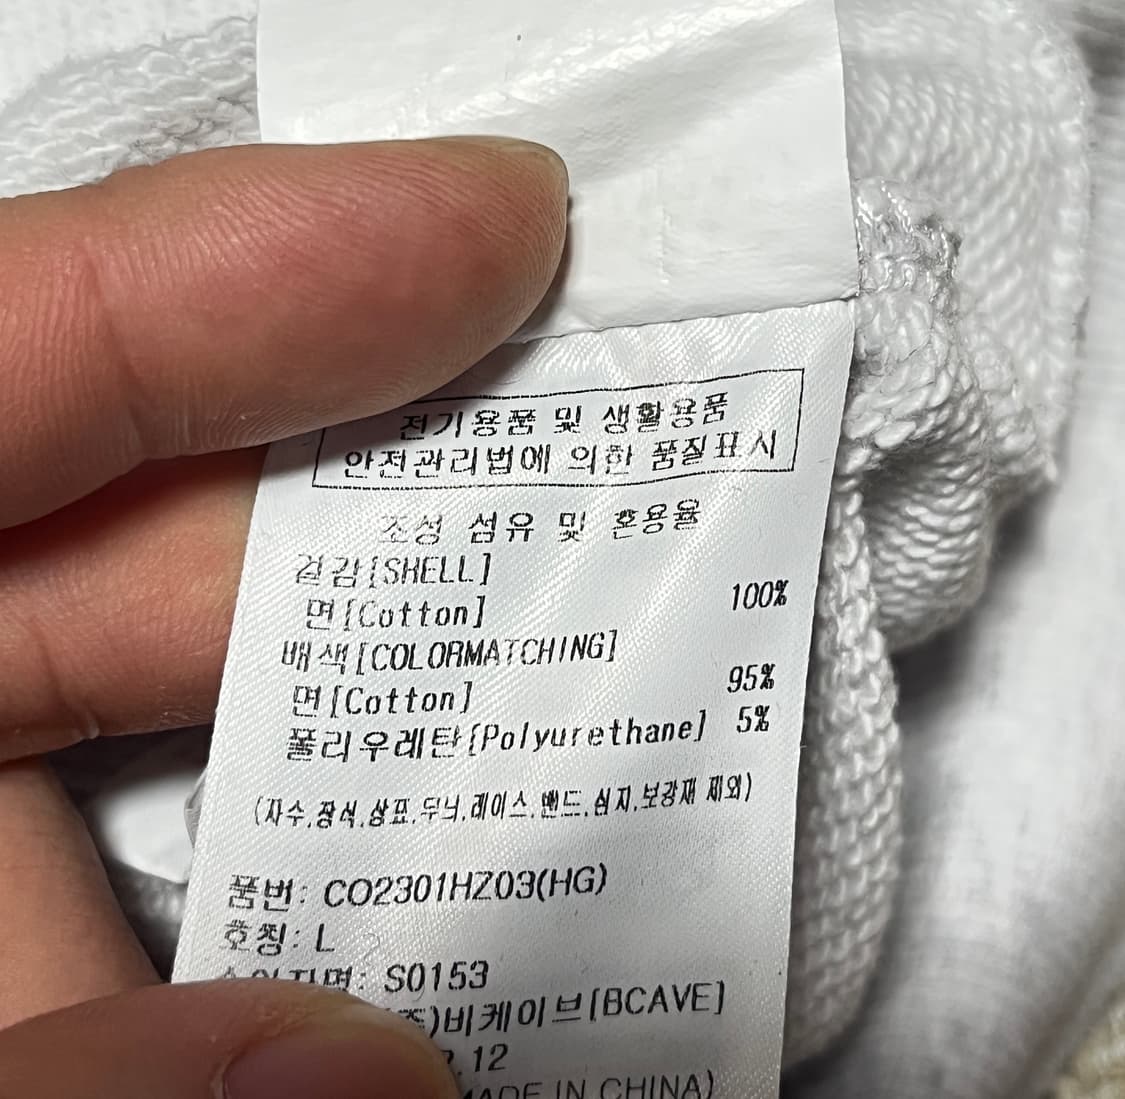 전기용품 및 생활용품
안전관리법에 의한 품질표시
조성 섬유 및 혼용율
겉감[SHELL]
면[Cotton] 100%
배색[COLORMATCHING]
면[Cotton] 95%
폴리우레탄[Polyurethane] 5%
(자수,장식,상표,무늬,레이스,밴드,심지,보강재 제외)
품번: CO2301HZ03(HG)
호칭: L
S0153
비케이브[BCAVE]
.12
IN CHINA)